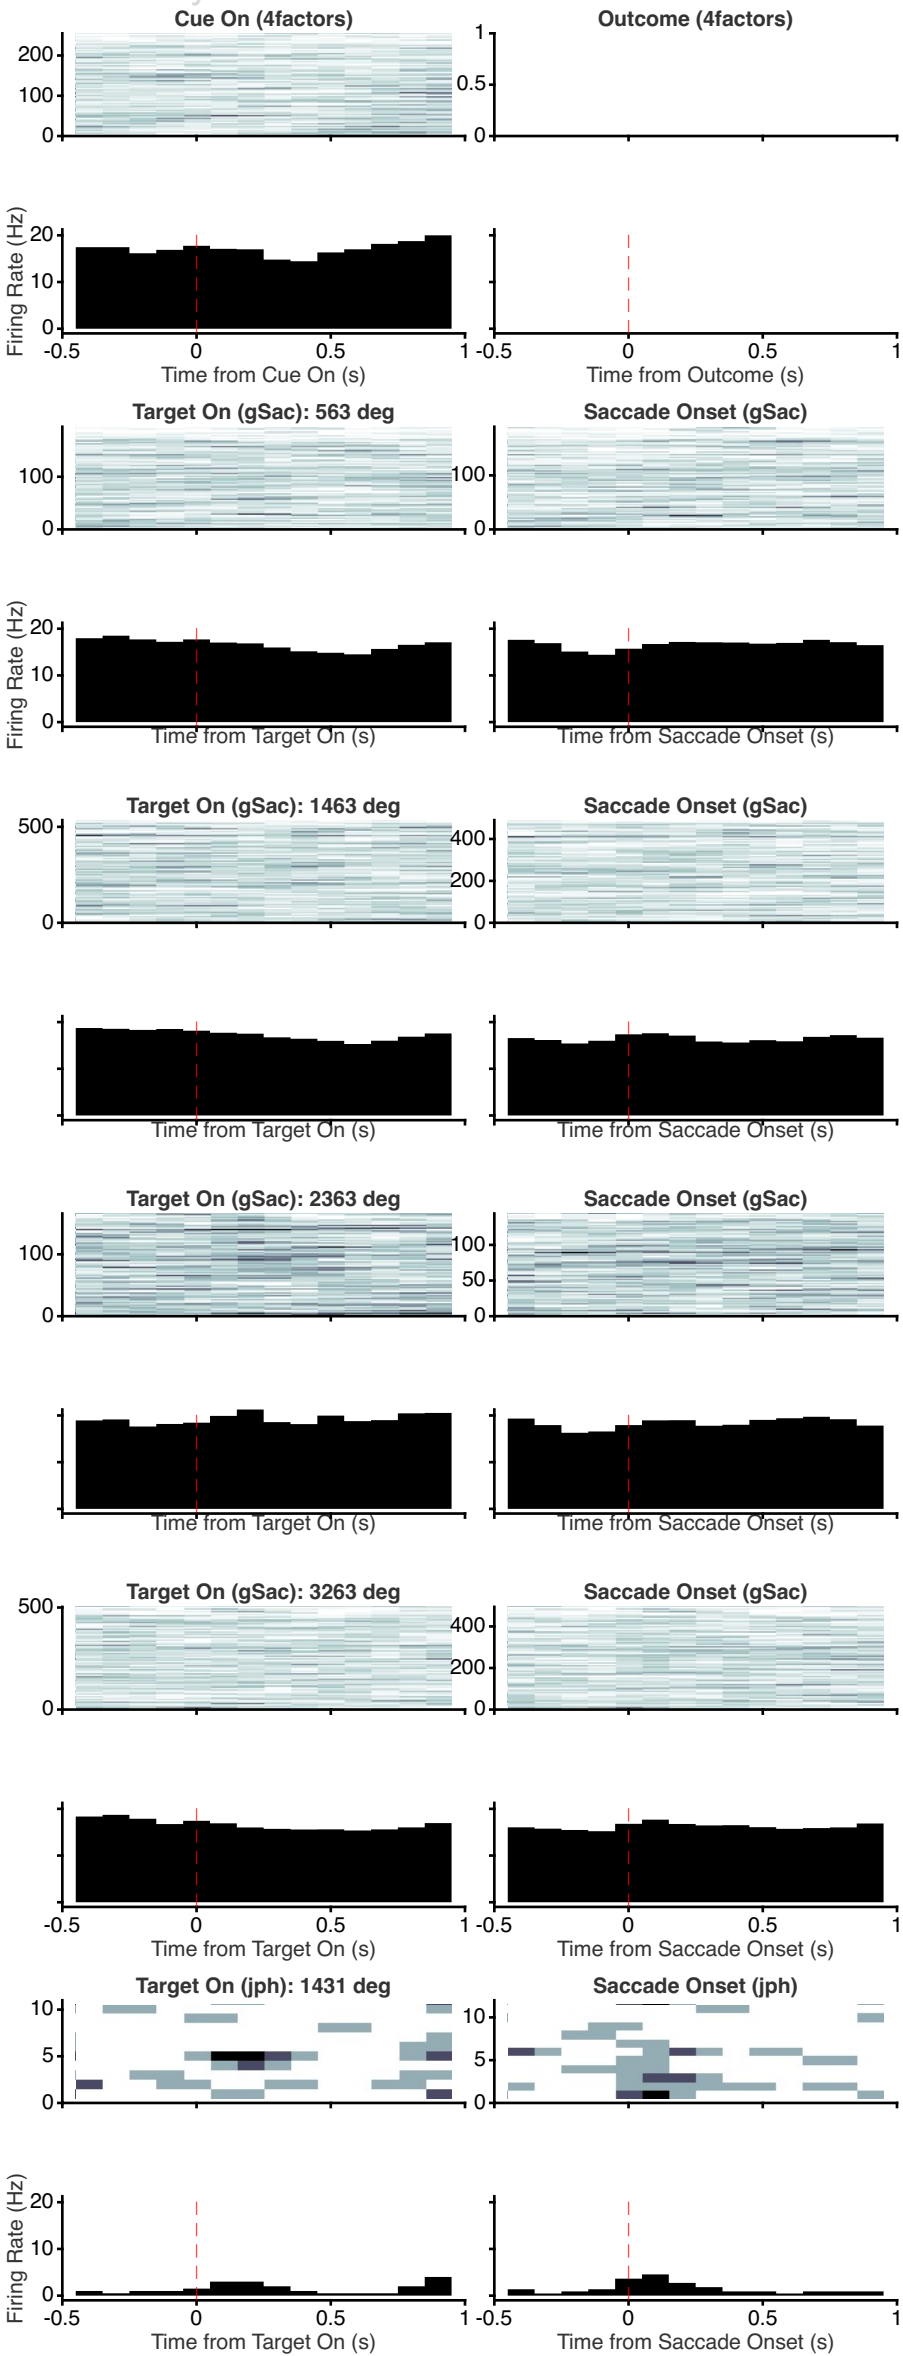 Cue On (4factors)
Outcome (4factors)
200
100
0
1
0.5
0
Firing Rate (Hz)
20
10
0
-0.5 0 0.5 1
-0.5 0 0.5 1
Time from Cue On (s)
Time from Outcome (s)
Target On (gSac): 563 deg
Saccade Onset (gSac)
100
0
100
0
Firing Rate (Hz)
20
10
0
Time from Target On (s)
Time from Saccade Onset (s)
Target On (gSac): 1463 deg
Saccade Onset (gSac)
500
0
400
200
0
Time from Target On (s)
Time from Saccade Onset (s)
Target On (gSac): 2363 deg
Saccade Onset (gSac)
100
0
100
50
0
Time from Target On (s)
Time from Saccade Onset (s)
Target On (gSac): 3263 deg
Saccade Onset (gSac)
500
0
400
200
0
-0.5 0 0.5 1
-0.5 0 0.5 1
Time from Target On (s)
Time from Saccade Onset (s)
Target On (jph): 1431 deg
Saccade Onset (jph)
10
5
0
10
5
0
Firing Rate (Hz)
20
10
0
-0.5 0 0.5 1
-0.5 0 0.5 1
Time from Target On (s)
Time from Saccade Onset (s)